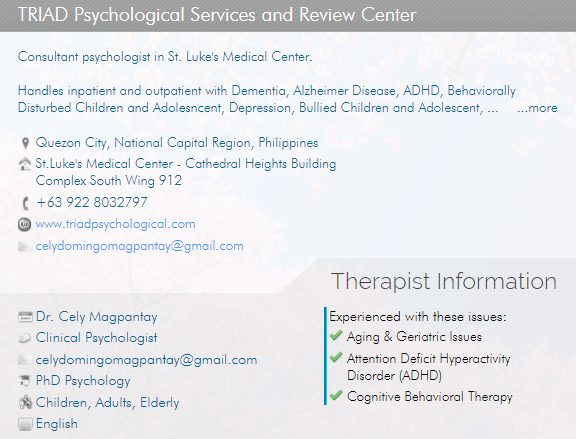 TRIAD Psychological Services and Review Center
Consultant psychologist in St. Luke's Medical Center.
Handles inpatient and outpatient with Dementia, Alzheimer Disease, ADHD, Behaviorally
Disturbed Children and Adolesncent, Depression, Bullied Children and Adolescent, ... ...more
Quezon City, National Capital Region, Philippines
St.Luke's Medical Center - Cathedral Heights Building
Complex South Wing 912
+63 922 8032797
www.triadpsychological.com
celydomingomagpantay@gmail.com
Therapist Information
Dr. Cely Magpantay
Clinical Psychologist
celydomingomagpantay@gmail.com
PhD Psychology
Children, Adults, Elderly
English
Experienced with these issues:
Aging & Geriatric Issues
Attention Deficit Hyperactivity
Disorder (ADHD)
Cognitive Behavioral Therapy